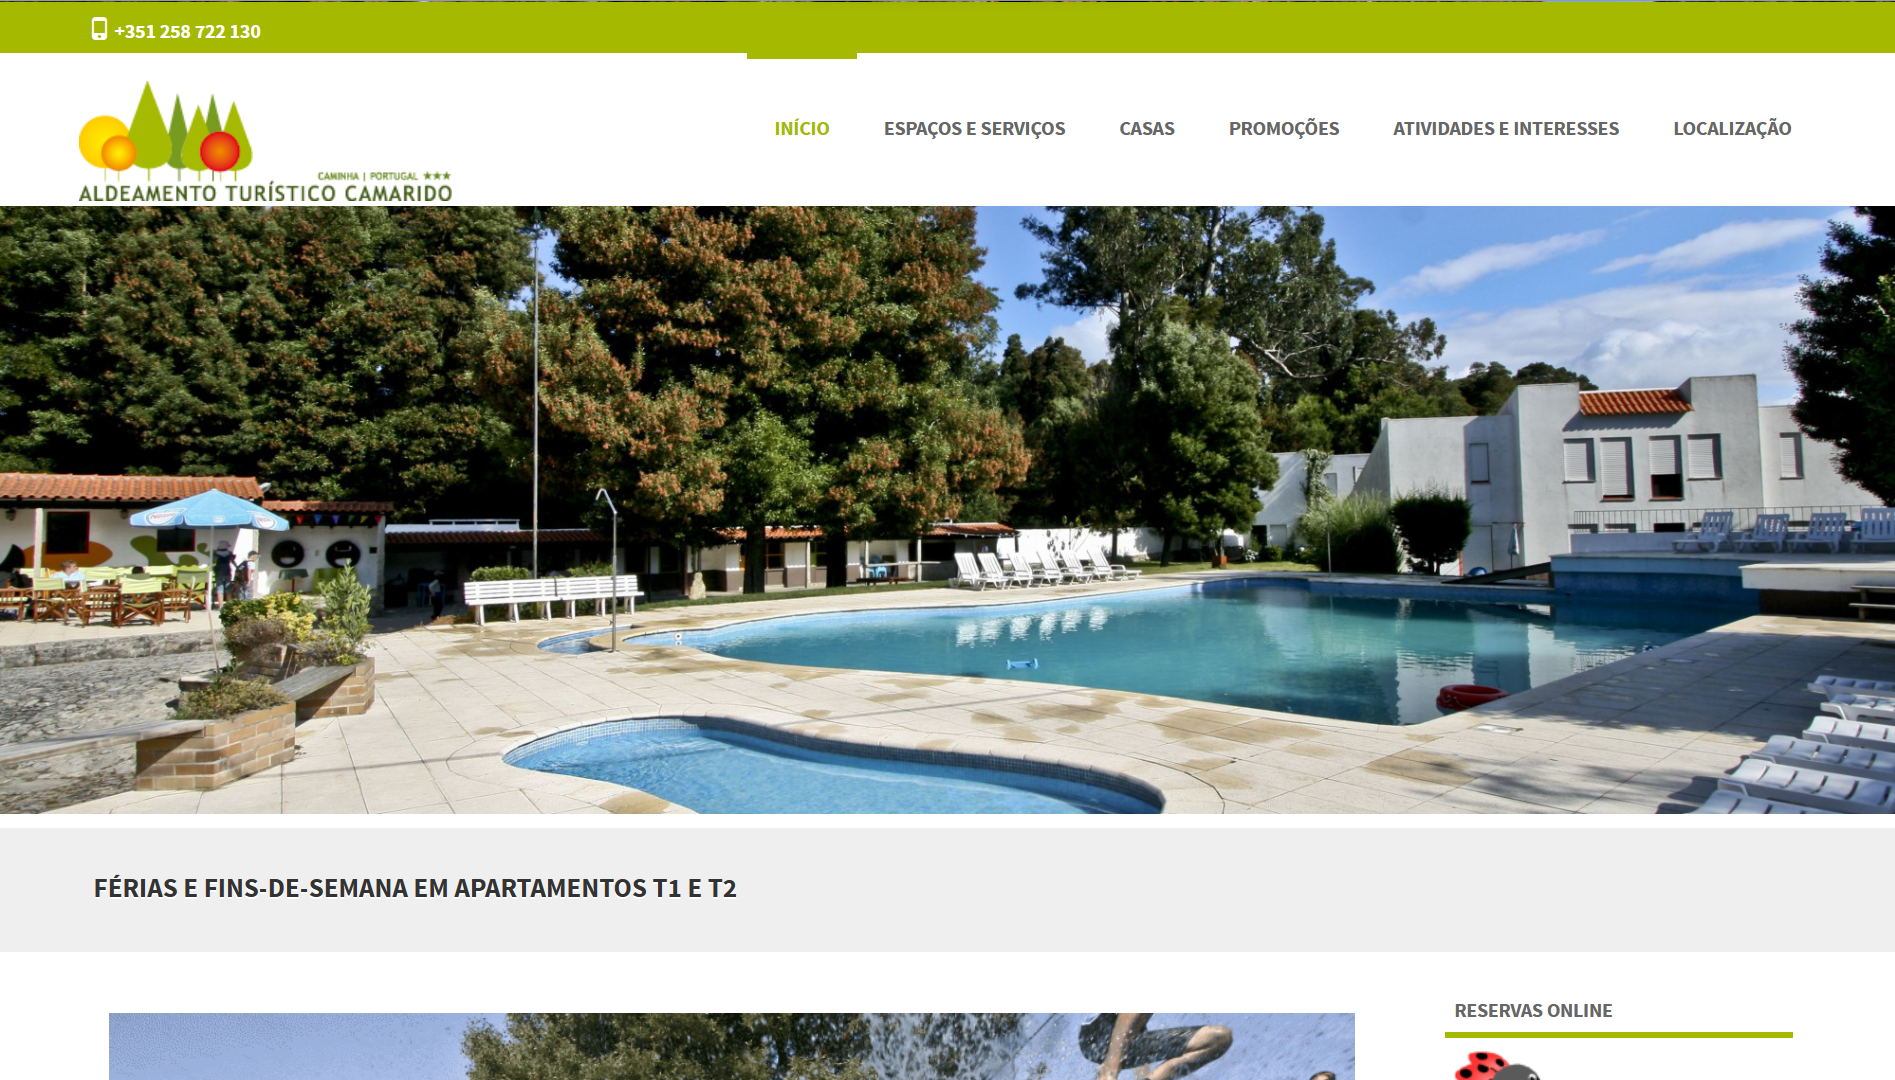 +351 258 722 130
INÍCIO
ESPAÇOS E SERVIÇOS
CASAS
PROMOÇÕES
ATIVIDADES E INTERESSES
LOCALIZAÇÃO
CAMINHA | PORTUGAL ★★★
ALDEAMENTO TURÍSTICO CAMARIDO
FÉRIAS E FINS-DE-SEMANA EM APARTAMENTOS T1 E T2
RESERVAS ONLINE